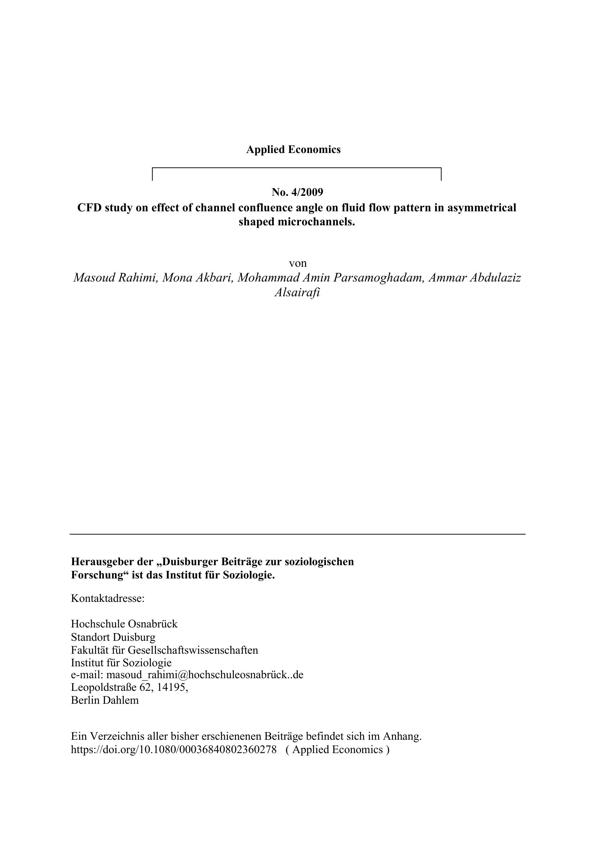 Applied Economics
No. 4/2009
CFD study on effect of channel confluence angle on fluid flow pattern in asymmetrical
shaped microchannels.
von
Masoud Rahimi, Mona Akbari, Mohammad Amin Parsamoghadam, Ammar Abdulaziz
Alsairafi
Herausgeber der „Duisburger Beiträge zur soziologischen
Forschung“ ist das Institut für Soziologie.
Kontaktadresse:
Hochschule Osnabrück
Standort Duisburg
Fakultät für Gesellschaftswissenschaften
Institut für Soziologie
e-mail: masoud_rahimi@hochschuleosnabrück..de
Leopoldstraße 62, 14195,
Berlin Dahlem
Ein Verzeichnis aller bisher erschienenen Beiträge befindet sich im Anhang.
https://doi.org/10.1080/00036840802360278 ( Applied Economics )